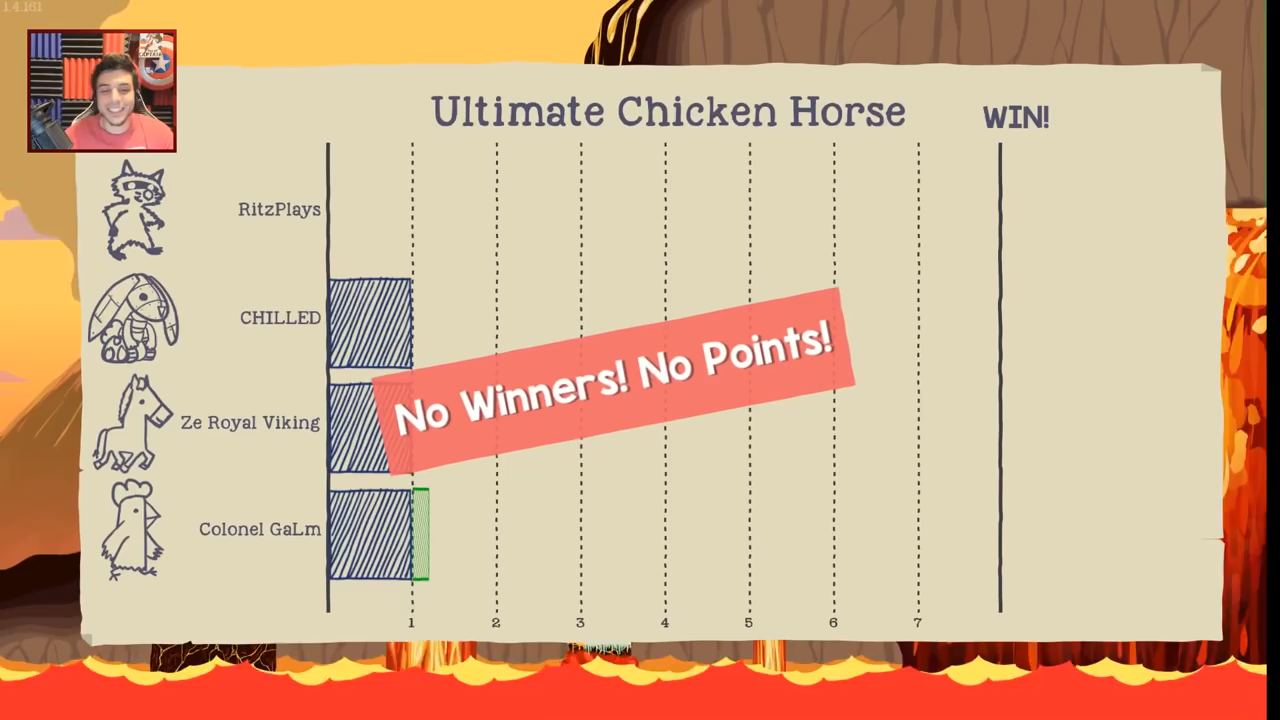 1.4.161
Ultimate Chicken Horse
WIN!
RitzPlays
CHILLED
No Winners! No Points!
Ze Royal Viking
Colonel GaLm
1 2 3 4 5 6 7